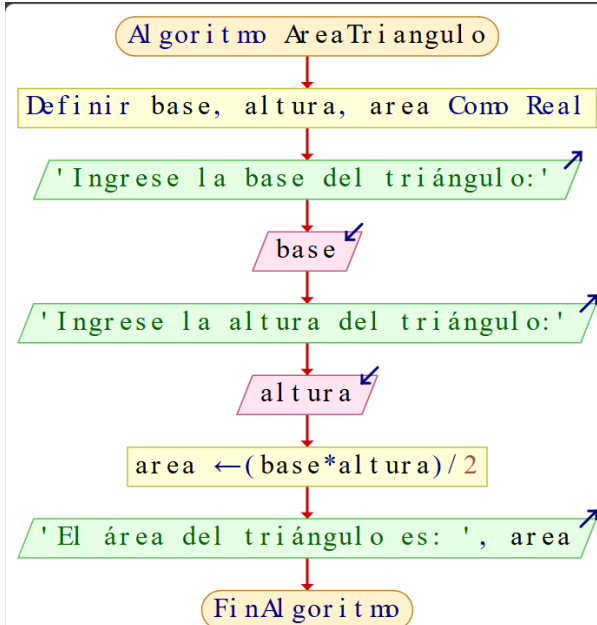 Algoritmo AreaTriangulo
Definir base, altura, area Como Real
'Ingrese la base del triángulo:'
base
'Ingrese la altura del triángulo:'
altura
area ←(base*altura)/2
'El área del triángulo es: ', area
FinAlgoritmo